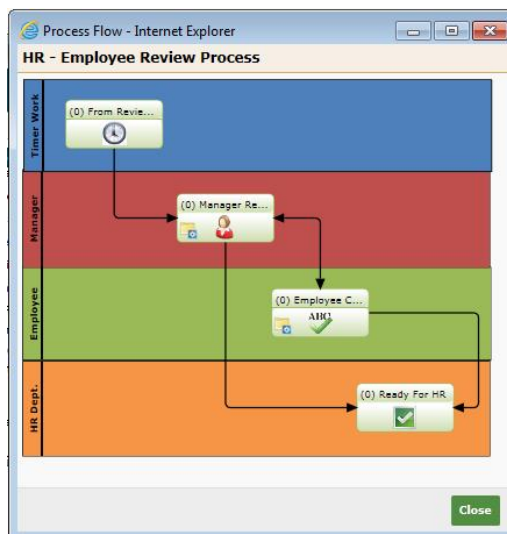 Process Flow - Internet Explorer
HR - Employee Review Process
Timer Work
(0) From Revie...
Manager
(0) Manager Re...
Employee
(0) Employee C...
ABC
HR Dept.
(0) Ready For HR
Close